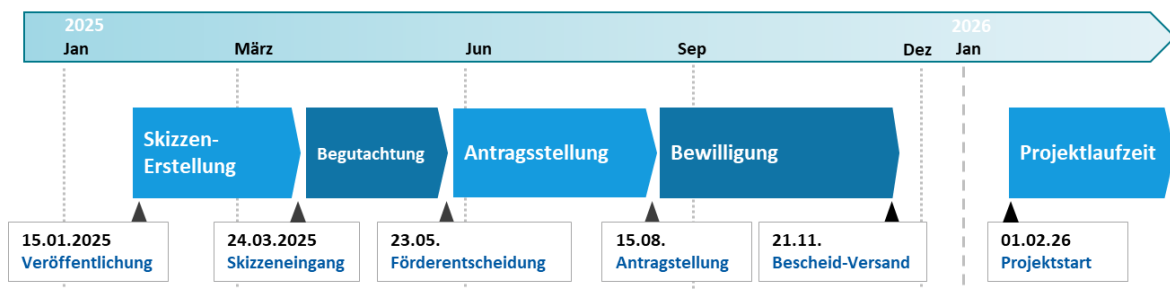 2025
2026
Jan
März
Jun
Sep
Dez
Jan
Skizzen-
Erstellung
Begutachtung
Antragsstellung
Bewilligung
Projektlaufzeit
15.01.2025
Veröffentlichung
24.03.2025
Skizzeneingang
23.05.
Förderentscheidung
15.08.
Antragstellung
21.11.
Bescheid-Versand
01.02.26
Projektstart